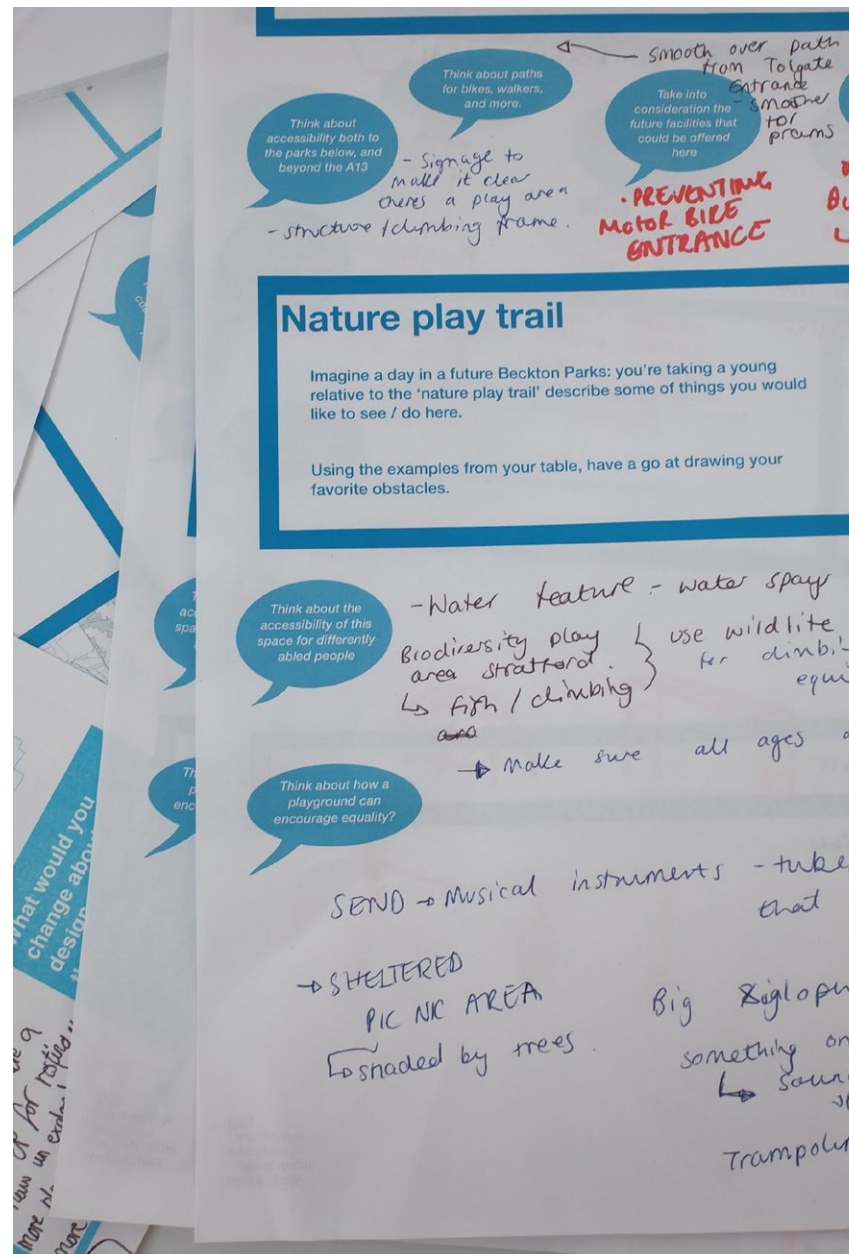 smooth over path
from Tolgate
Entrance
- smoother
for
prams
Think about paths
for bikes, walkers,
and more.
Take into
consideration the
future facilities that
could be offered
here
Think about
accessibility both to
the parks below, and
beyond the A13
- Signage to
make it clear
theres a play area
- structure / climbing frame.
· PREVENTING
MOTOR BIKE
ENTRANCE
Nature play trail
Imagine a day in a future Beckton Parks: you're taking a young
relative to the 'nature play trail' describe some of things you would
like to see / do here.
Using the examples from your table, have a go at drawing your
favorite obstacles.
Think about the
accessibility of this
space for differently
abled people
- Water feature - water spays
Biodiversity play
area stratford.
↳ fish / climbing
use wildlife
for climbi
equi
→ Make sure all ages
Think about how a
playground can
encourage equality?
SEND → Musical instruments - tube
that
→ SHELTERED
PIC NIC AREA
↳ shaded by trees.
Big
something on
↳ Soun
Trampolin
What would you
change abou
design